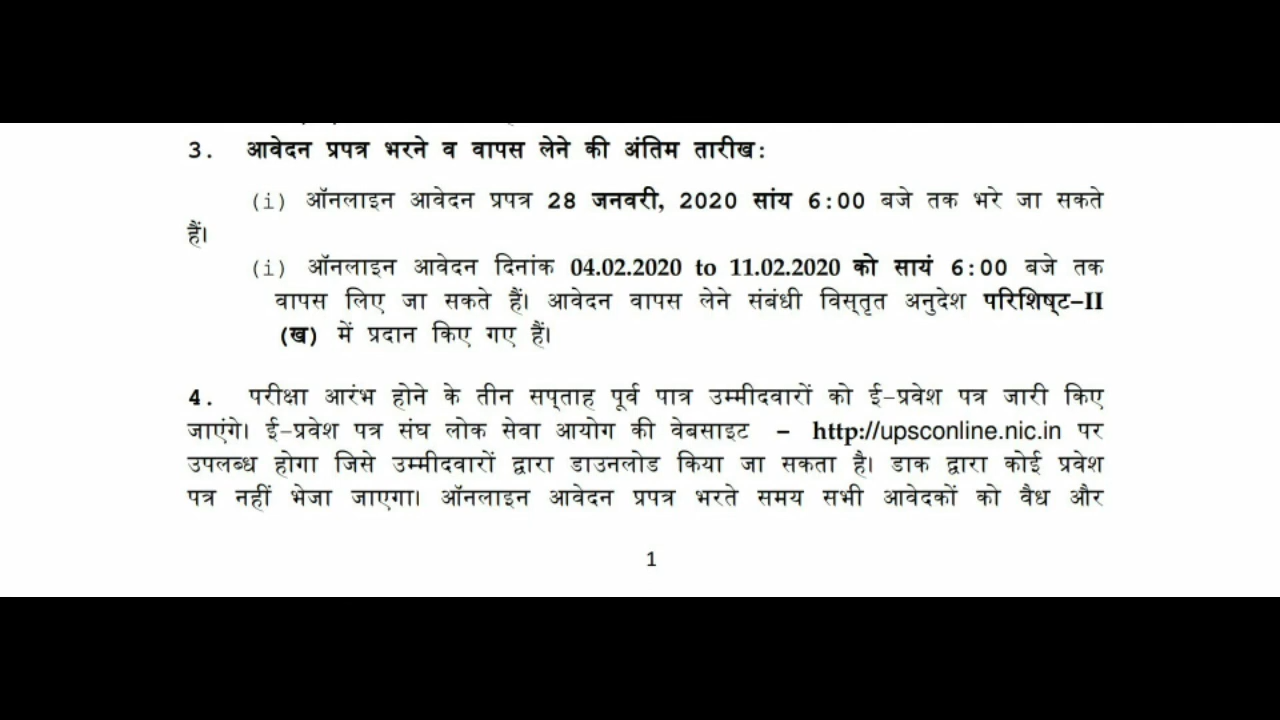 3. आवेदन प्रपत्र भरने व वापस लेने की अंतिम तारीख:
(i) ऑनलाइन आवेदन प्रपत्र 28 जनवरी, 2020 सांय 6:00 बजे तक भरे जा सकते
हैं।
(i) ऑनलाइन आवेदन दिनांक 04.02.2020 to 11.02.2020 को सायं 6:00 बजे तक
वापस लिए जा सकते हैं। आवेदन वापस लेने संबंधी विस्तृत अनुदेश परिशिष्ट-II
(ख) में प्रदान किए गए हैं।
4. परीक्षा आरंभ होने के तीन सप्ताह पूर्व पात्र उम्मीदवारों को ई-प्रवेश पत्र जारी किए
जाएंगे। ई-प्रवेश पत्र संघ लोक सेवा आयोग की वेबसाइट – http://upsconline.nic.in पर
उपलब्ध होगा जिसे उम्मीदवारों द्वारा डाउनलोड किया जा सकता है। डाक द्वारा कोई प्रवेश
पत्र नहीं भेजा जाएगा। ऑनलाइन आवेदन प्रपत्र भरते समय सभी आवेदकों को वैध और
1